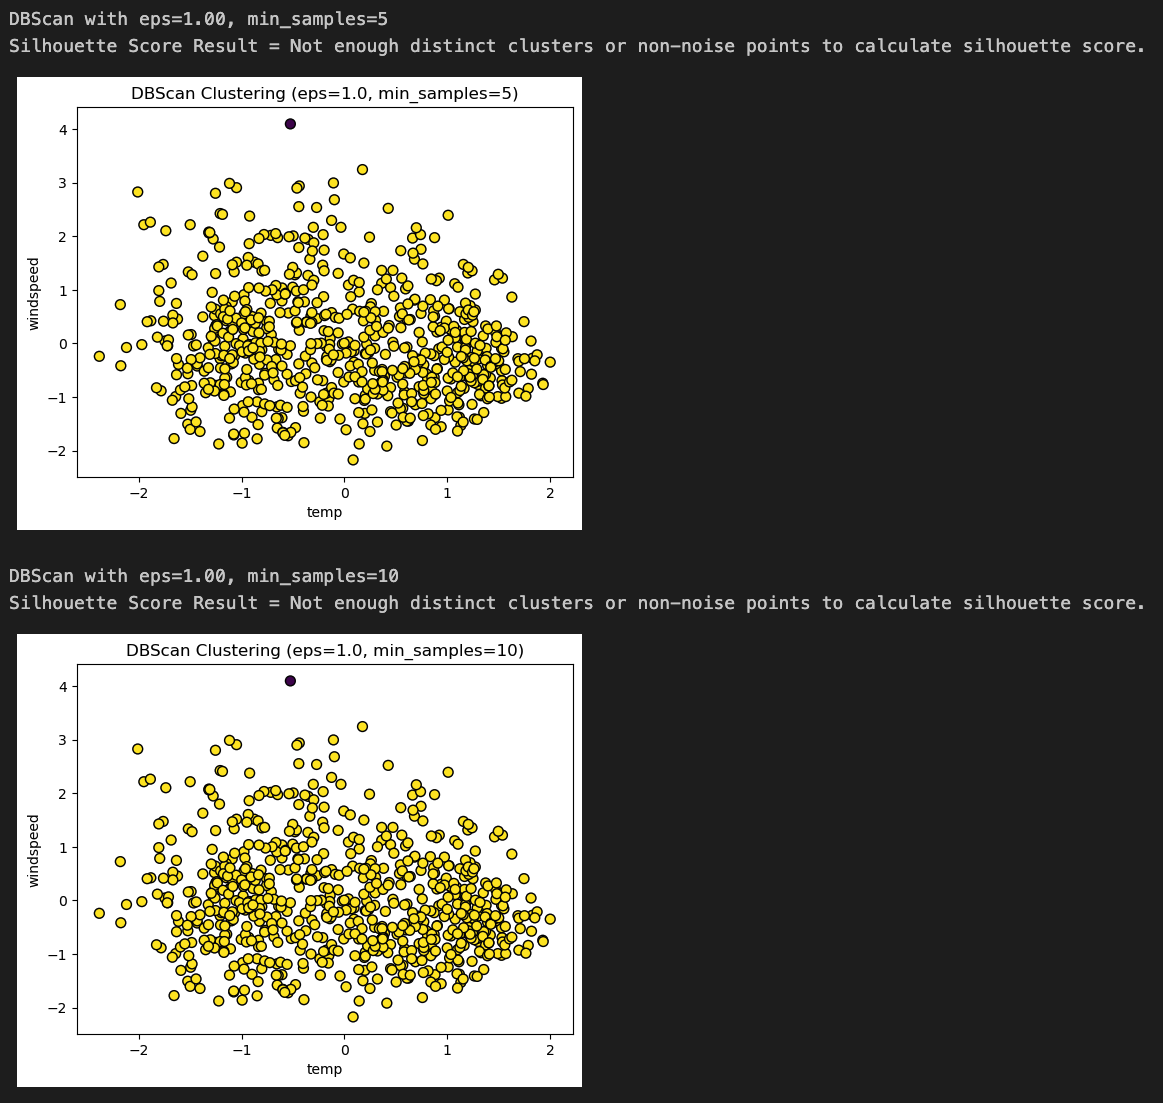 DBScan with eps=1.00, min_samples=5
Silhouette Score Result = Not enough distinct clusters or non-noise points to calculate silhouette score.
DBScan Clustering (eps=1.0, min_samples=5)
4
3
2
1
0
−1
−2
windspeed
−2 −1 0 1 2
temp
DBScan with eps=1.00, min_samples=10
Silhouette Score Result = Not enough distinct clusters or non-noise points to calculate silhouette score.
DBScan Clustering (eps=1.0, min_samples=10)
4
3
2
1
0
−1
−2
windspeed
−2 −1 0 1 2
temp